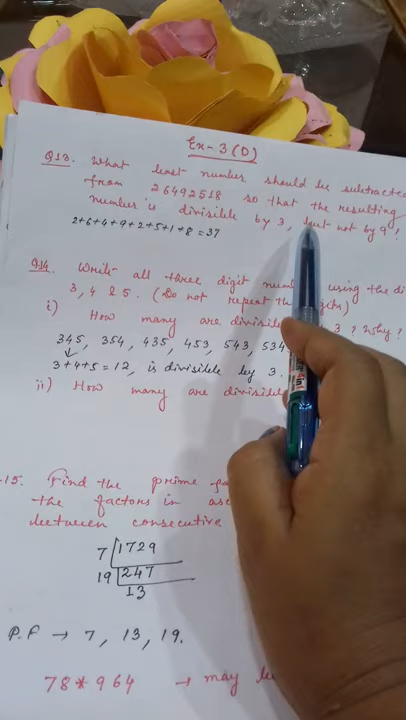 Ex-3(D)
Q13. What least number should be subtracted
from 26492518 so that the resulting
number is divisible by 3, but not by 9?
2+6+4+9+2+5+1+8=37
Q14. Write all three digit using the
3, 4 & 5. (Do not repeat the
i) How many are 3? Why?
345, 354, 435, 453, 543, 534
3+4+5=12, is divisible by 3.
ii) How many are
15. Find the prime
the factors in
between consecutive
7 1729
19 247
13
P.F → 7, 13, 19.
78*964 → may